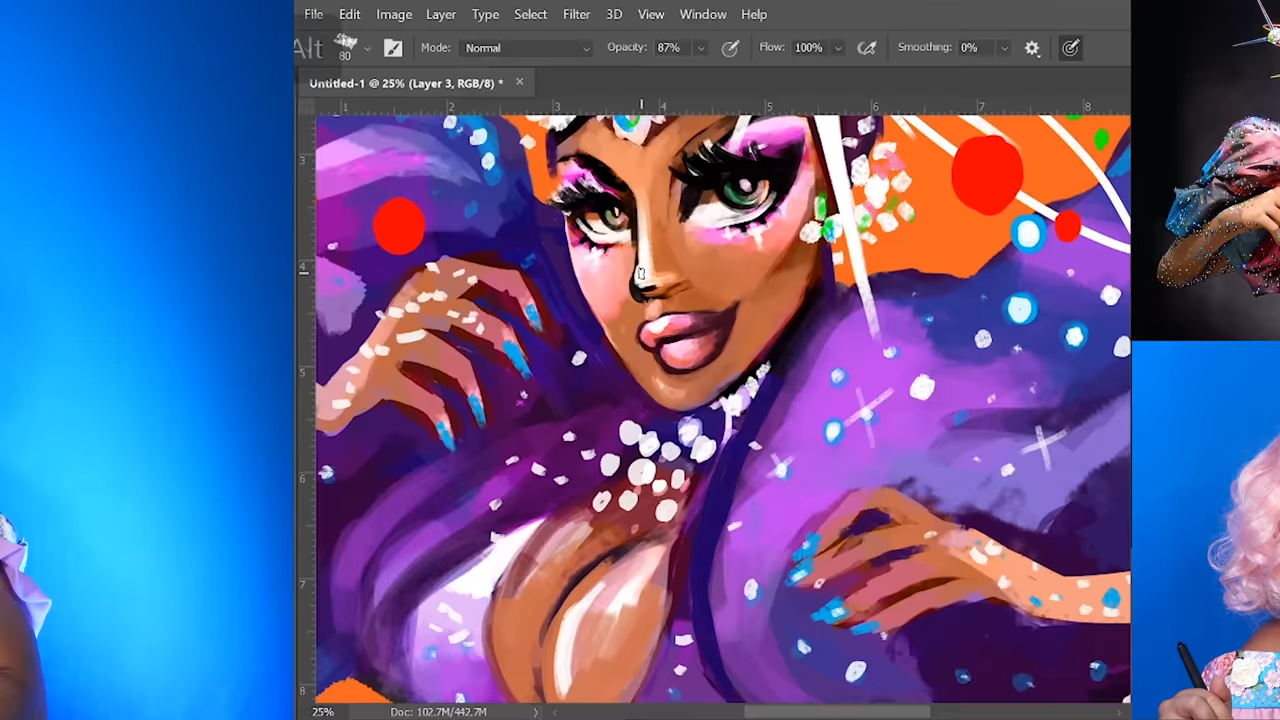 File Edit Image Layer Type Select Filter 3D View Window Help
Alt 80 Mode: Normal Opacity: 87% Flow: 100% Smoothing: 0%
Untitled-1 @ 25% (Layer 3, RGB/8) * ×
1 2 3 4 5 6 7 8
3
4
5
6
7
8
25% Doc: 102.7M/442.7M